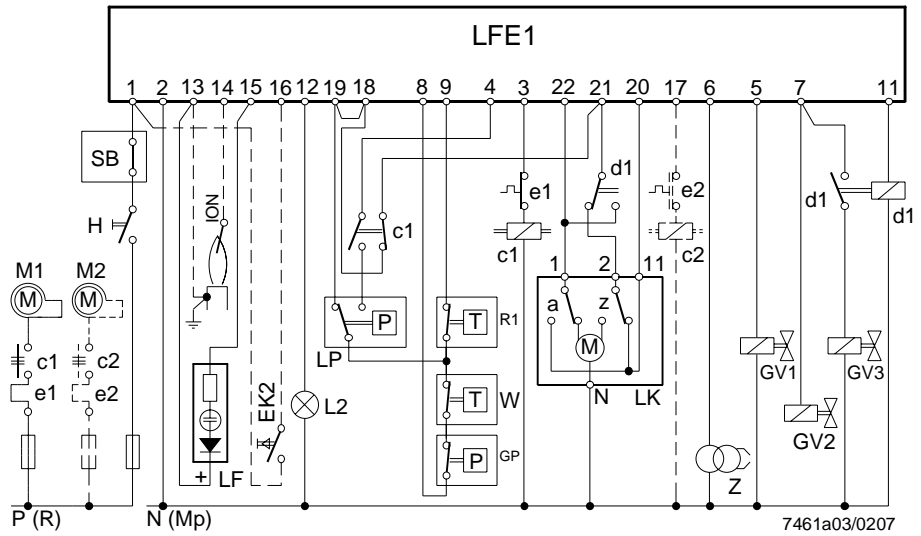 LFE1
1 2 13 14 15 16 12 19 18 8 9 4 3 22 21 20 17 6 5 7 11
SB
H
ION
e1
d1
e2
d1
d1
c1
c1
c2
M1 M2
M M
1 2 11
a z
P
R1
T
LP
M
c1 c2
GV1 GV3
e1 e2
EK2
L2
T
W
N LK
GV2
P
GP
+ LF
Z
P (R) N (Mp)
7461a03/0207